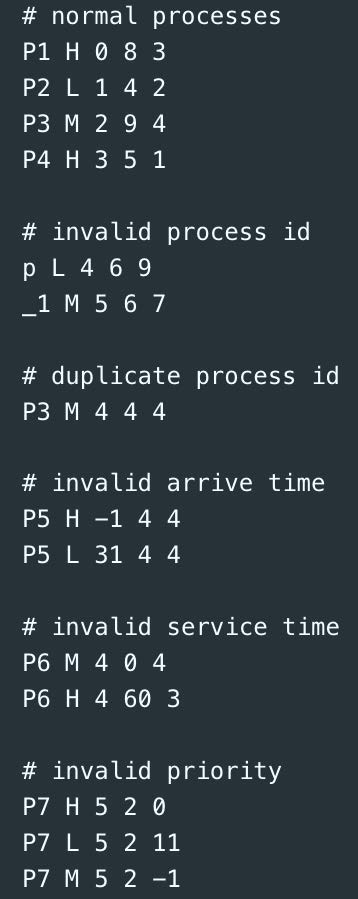 # normal processes
P1 H 0 8 3
P2 L 1 4 2
P3 M 2 9 4
P4 H 3 5 1
# invalid process id
p L 4 6 9
_1 M 5 6 7
# duplicate process id
P3 M 4 4 4
# invalid arrive time
P5 H -1 4 4
P5 L 31 4 4
# invalid service time
P6 M 4 0 4
P6 H 4 60 3
# invalid priority
P7 H 5 2 0
P7 L 5 2 11
P7 M 5 2 -1